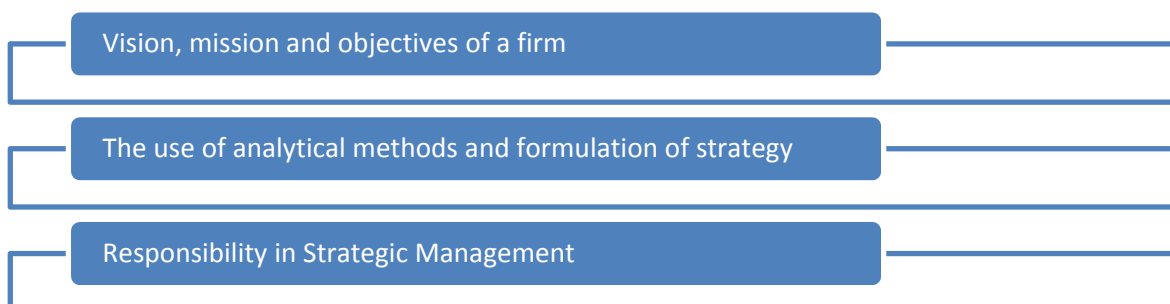 Vision, mission and objectives of a firm
The use of analytical methods and formulation of strategy
Responsibility in Strategic Management